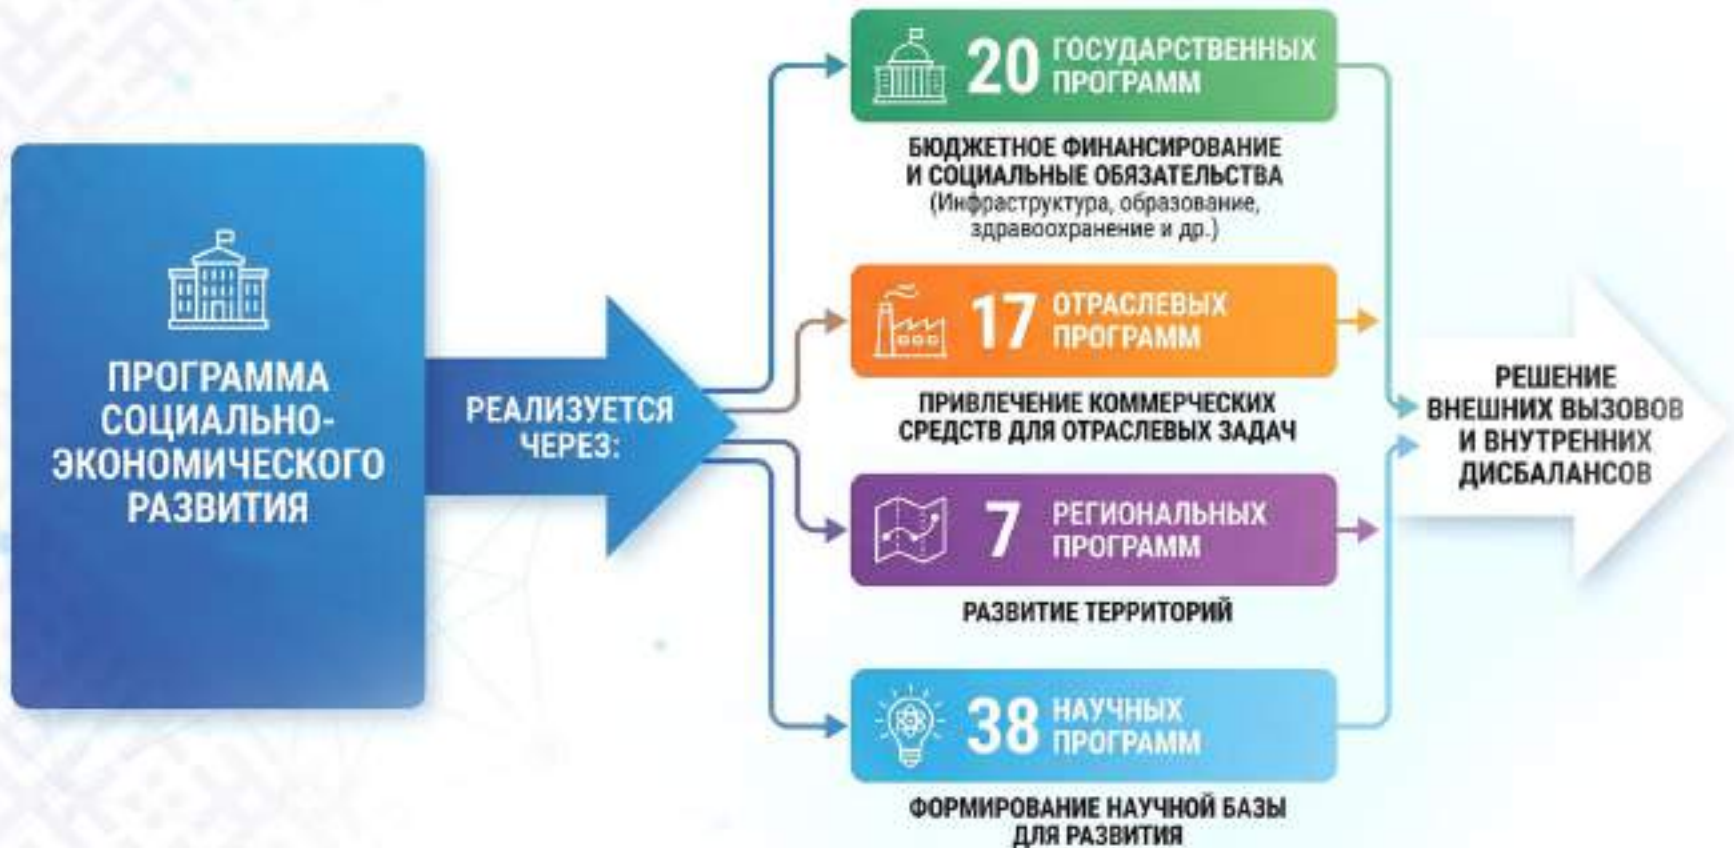 ПРОГРАММА
СОЦИАЛЬНО-
ЭКОНОМИЧЕСКОГО
РАЗВИТИЯ
РЕАЛИЗУЕТСЯ
ЧЕРЕЗ:
20 ГОСУДАРСТВЕННЫХ
ПРОГРАММ
БЮДЖЕТНОЕ ФИНАНСИРОВАНИЕ
И СОЦИАЛЬНЫЕ ОБЯЗАТЕЛЬСТВА
(Инфраструктура, образование,
здравоохранение и др.)
17 ОТРАСЛЕВЫХ
ПРОГРАММ
ПРИВЛЕЧЕНИЕ КОММЕРЧЕСКИХ
СРЕДСТВ ДЛЯ ОТРАСЛЕВЫХ ЗАДАЧ
7 РЕГИОНАЛЬНЫХ
ПРОГРАММ
РАЗВИТИЕ ТЕРРИТОРИЙ
38 НАУЧНЫХ
ПРОГРАММ
ФОРМИРОВАНИЕ НАУЧНОЙ БАЗЫ
ДЛЯ РАЗВИТИЯ
РЕШЕНИЕ
ВНЕШНИХ ВЫЗОВОВ
И ВНУТРЕННИХ
ДИСБАЛАНСОВ